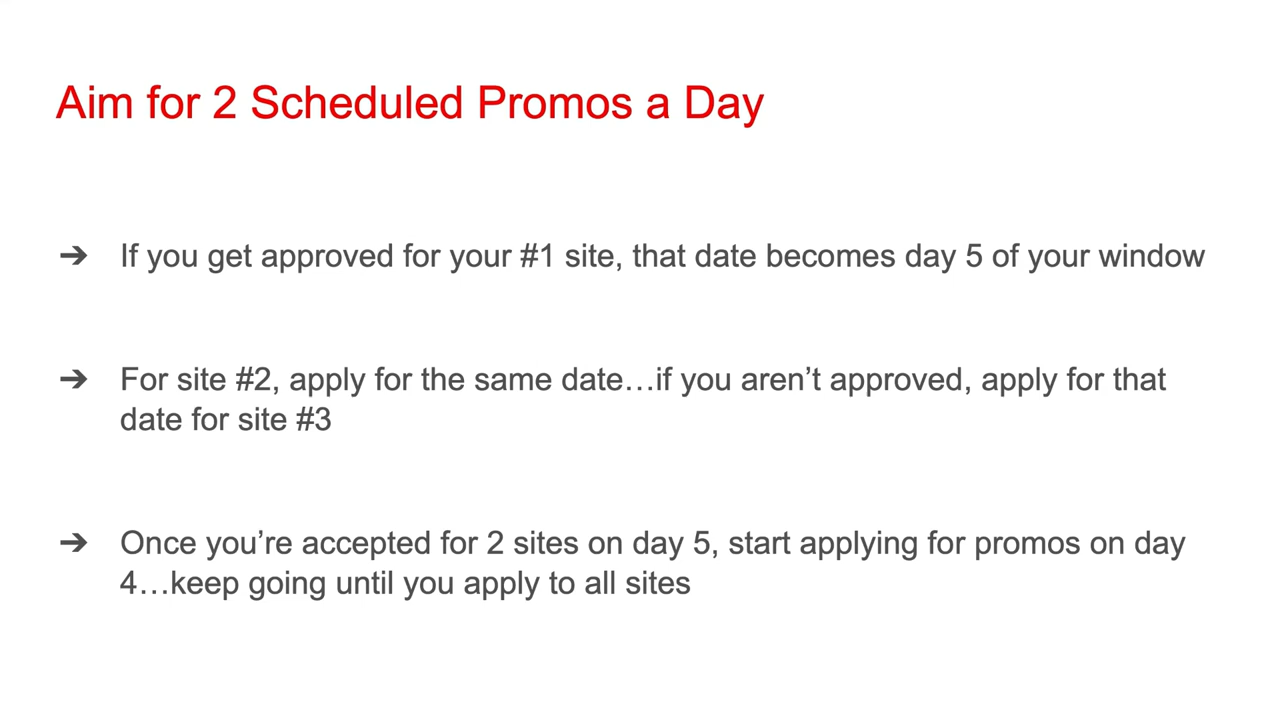 Aim for 2 Scheduled Promos a Day
➔ If you get approved for your #1 site, that date becomes day 5 of your window
➔ For site #2, apply for the same date…if you aren’t approved, apply for that
date for site #3
➔ Once you’re accepted for 2 sites on day 5, start applying for promos on day
4…keep going until you apply to all sites